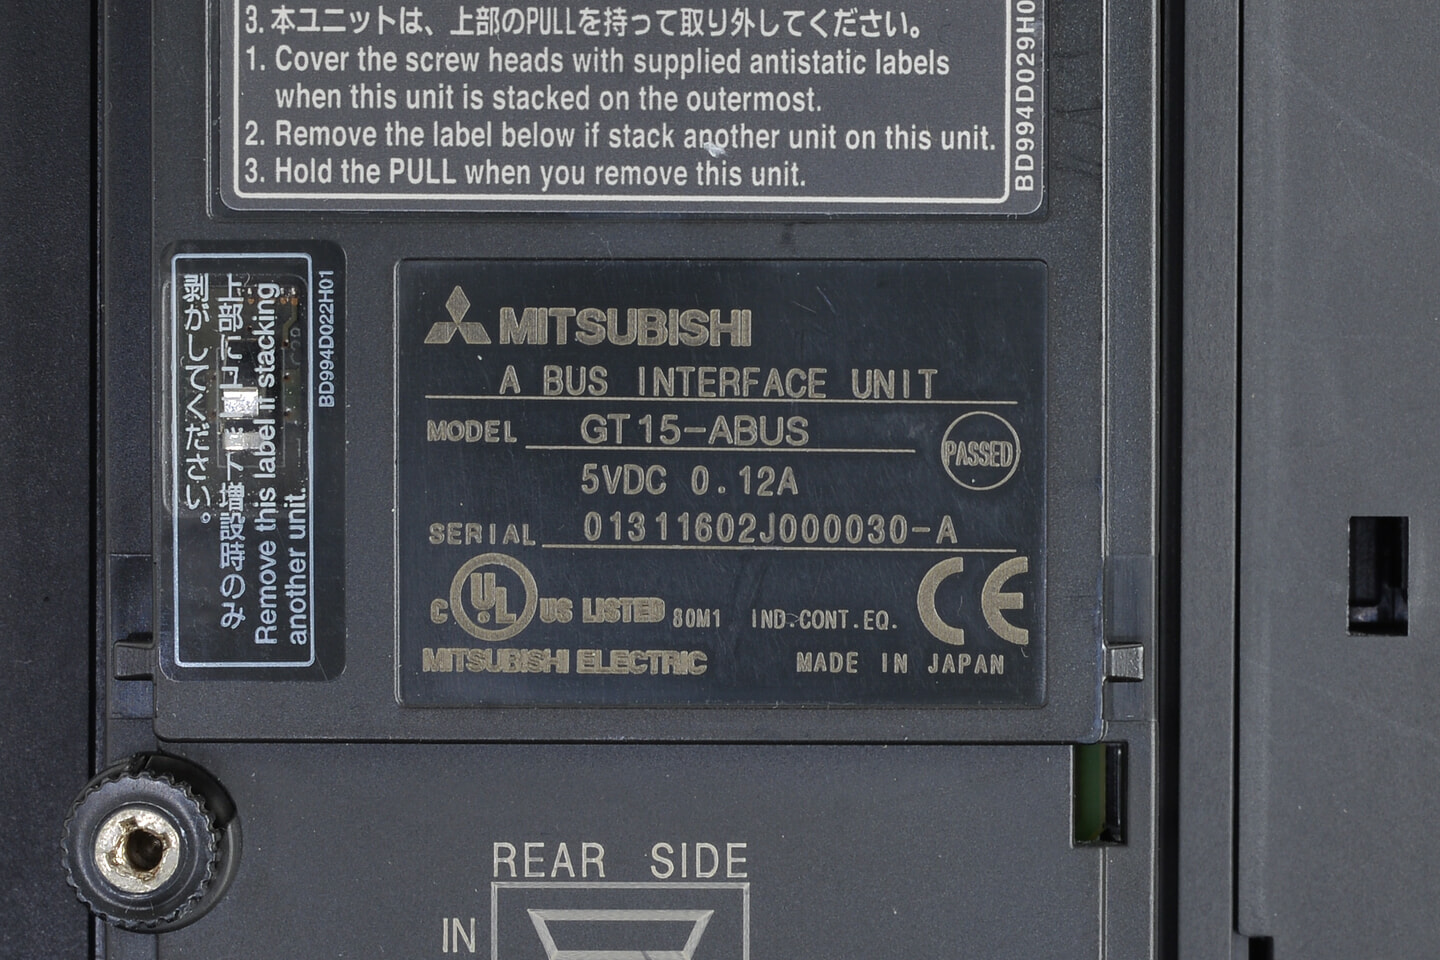 3. 本ユニットは、上部のPULLを持って取り外してください。
1. Cover the screw heads with supplied antistatic labels
when this unit is stacked on the outermost.
2. Remove the label below if stack another unit on this unit.
3. Hold the PULL when you remove this unit.
BD994D029H0
上部にユニット増設時のみ
剥がしてください。
Remove this label if stacking
another unit.
BD994D022H01
MITSUBISHI
A BUS INTERFACE UNIT
MODEL GT15-ABUS
PASSED
5VDC 0.12A
SERIAL 01311602J000030-A
C UL US LISTED 80M1 IND.CONT.EQ. CE
MITSUBISHI ELECTRIC MADE IN JAPAN
REAR SIDE
IN